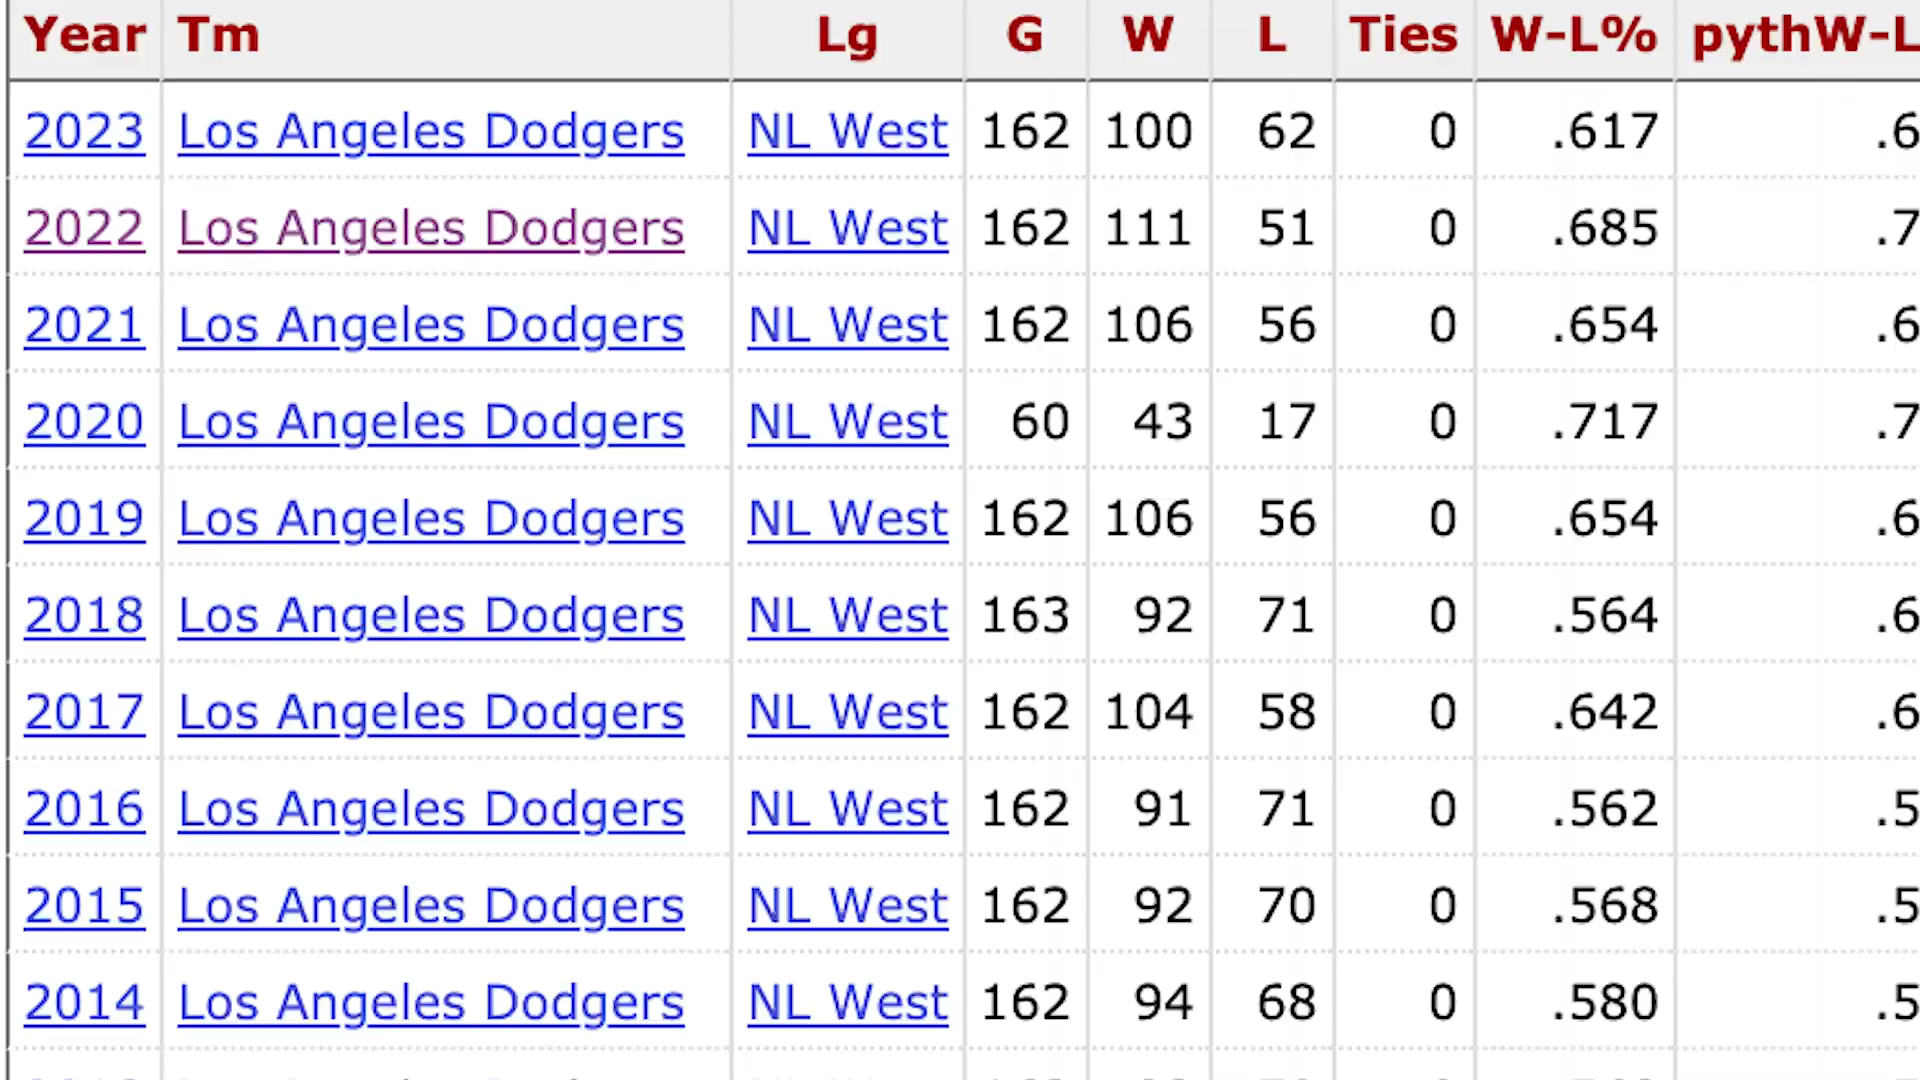 Year Tm Lg G W L Ties W-L% pythW-L
2023 Los Angeles Dodgers NL West 162 100 62 0 .617 .6
2022 Los Angeles Dodgers NL West 162 111 51 0 .685 .7
2021 Los Angeles Dodgers NL West 162 106 56 0 .654 .6
2020 Los Angeles Dodgers NL West 60 43 17 0 .717 .7
2019 Los Angeles Dodgers NL West 162 106 56 0 .654 .6
2018 Los Angeles Dodgers NL West 163 92 71 0 .564 .6
2017 Los Angeles Dodgers NL West 162 104 58 0 .642 .6
2016 Los Angeles Dodgers NL West 162 91 71 0 .562 .5
2015 Los Angeles Dodgers NL West 162 92 70 0 .568 .5
2014 Los Angeles Dodgers NL West 162 94 68 0 .580 .5